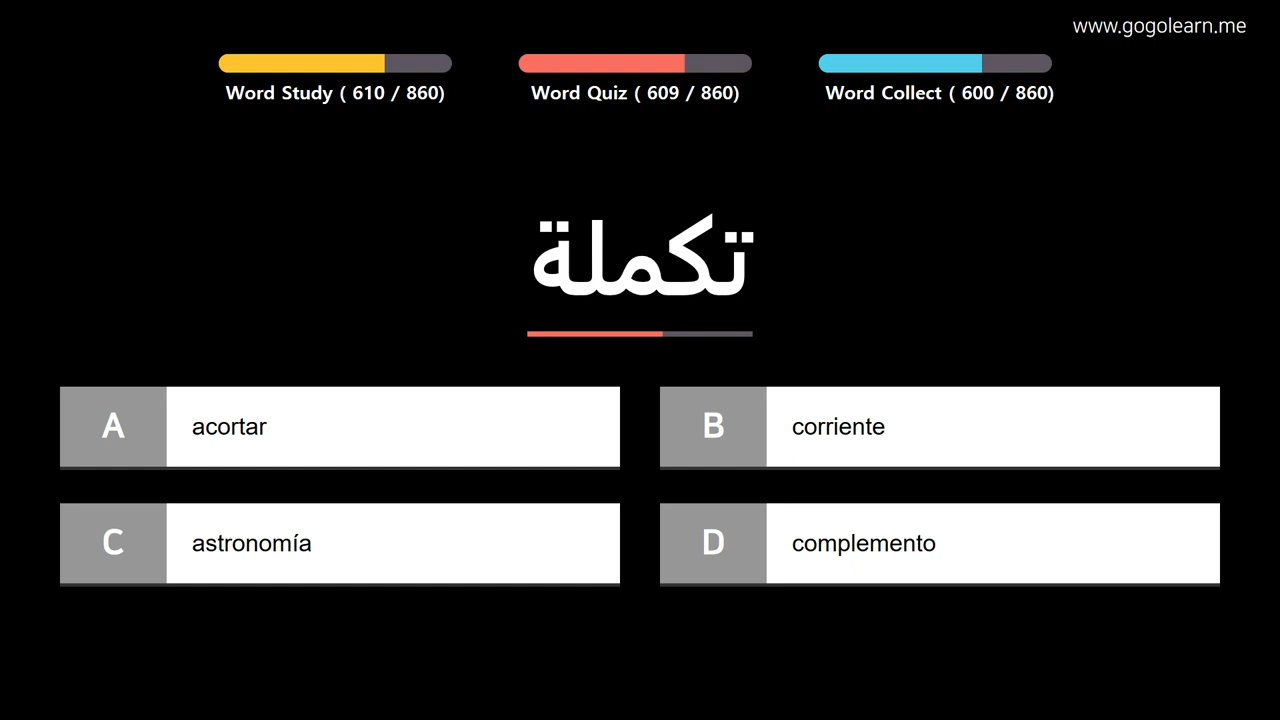 www.gogolearn.me
Word Study ( 610 / 860)
Word Quiz ( 609 / 860)
Word Collect ( 600 / 860)
تكملة
A acortar
B corriente
C astronomía
D complemento